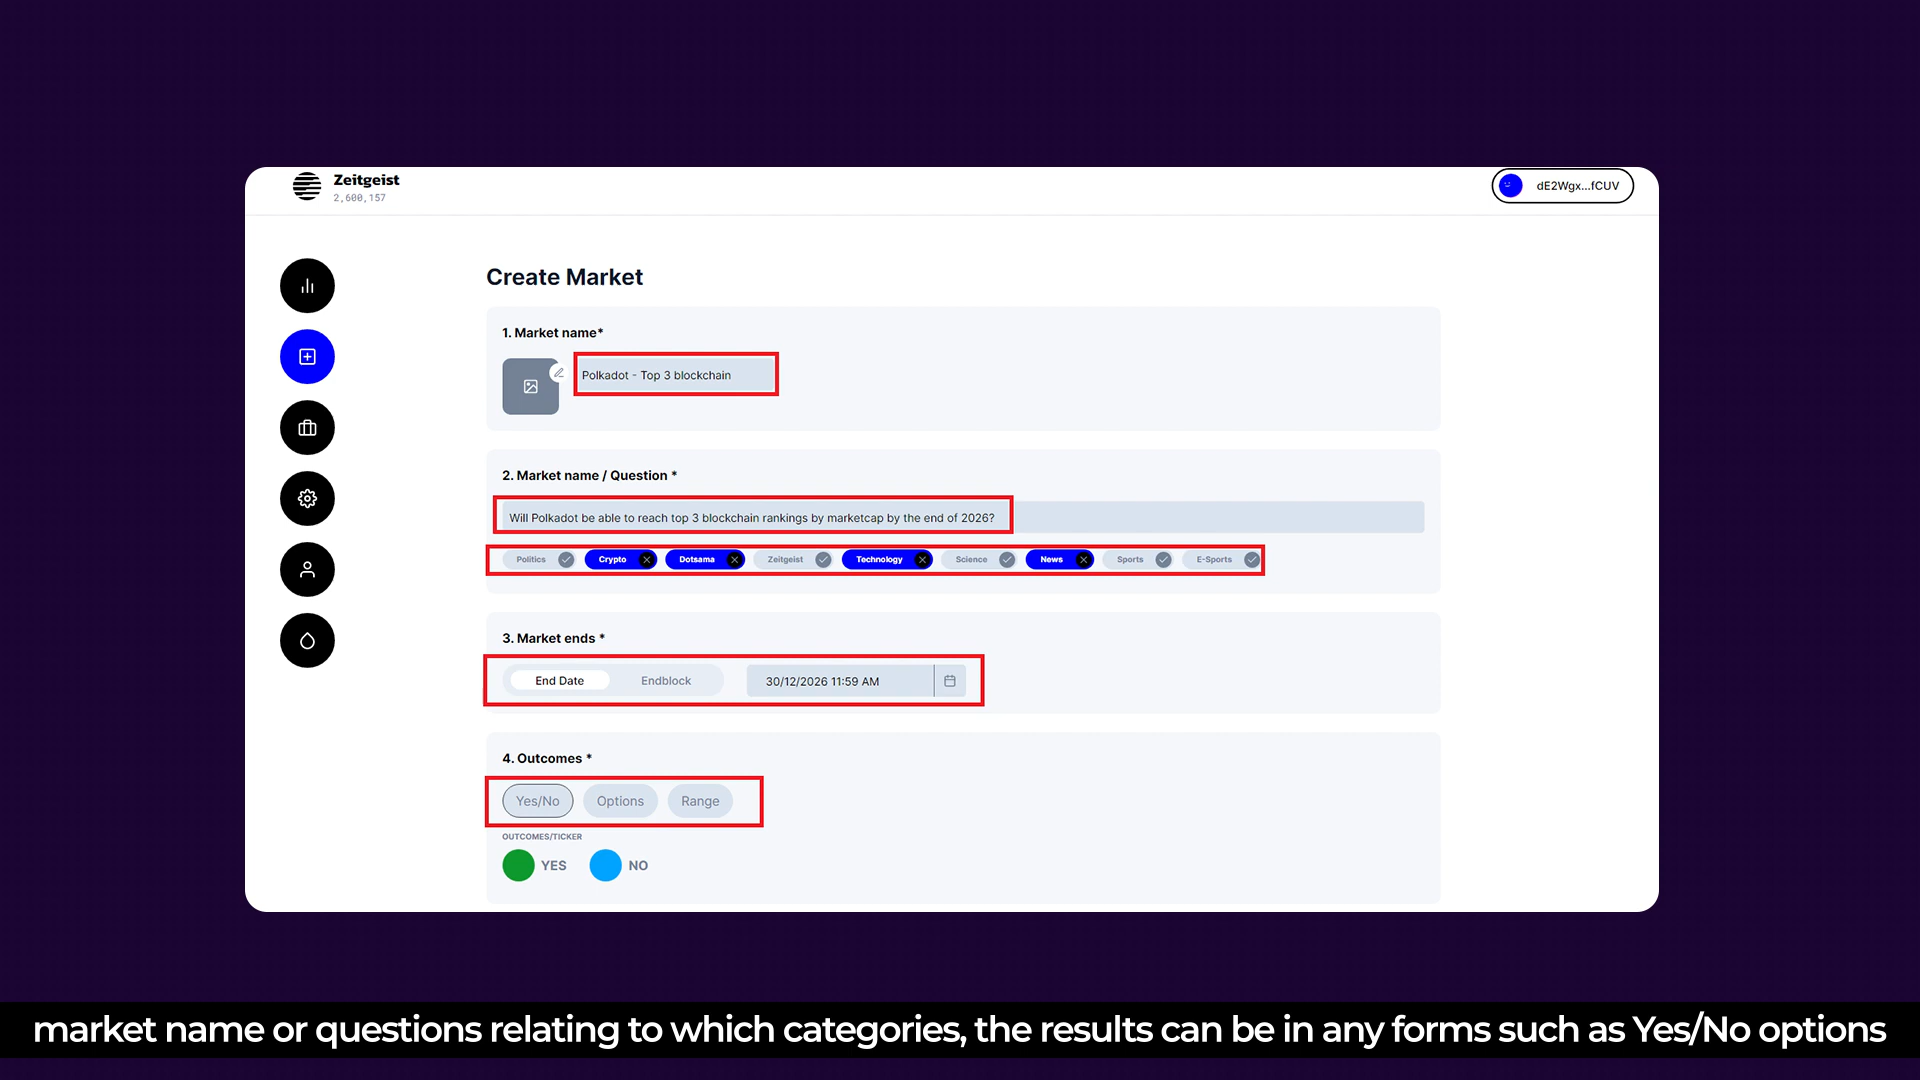 Zeitgeist
2,600,157
dE2Wgx...fCUV
Create Market
1. Market name*
Polkadot - Top 3 blockchain
2. Market name / Question *
Will Polkadot be able to reach top 3 blockchain rankings by marketcap by the end of 2026?
Politics Crypto Dotsama Zeitgeist Technology Science News Sports E-Sports
3. Market ends *
End Date Endblock 30/12/2026 11:59 AM
4. Outcomes *
Yes/No Options Range
OUTCOMES/TICKER
YES NO
market name or questions relating to which categories, the results can be in any forms such as Yes/No options